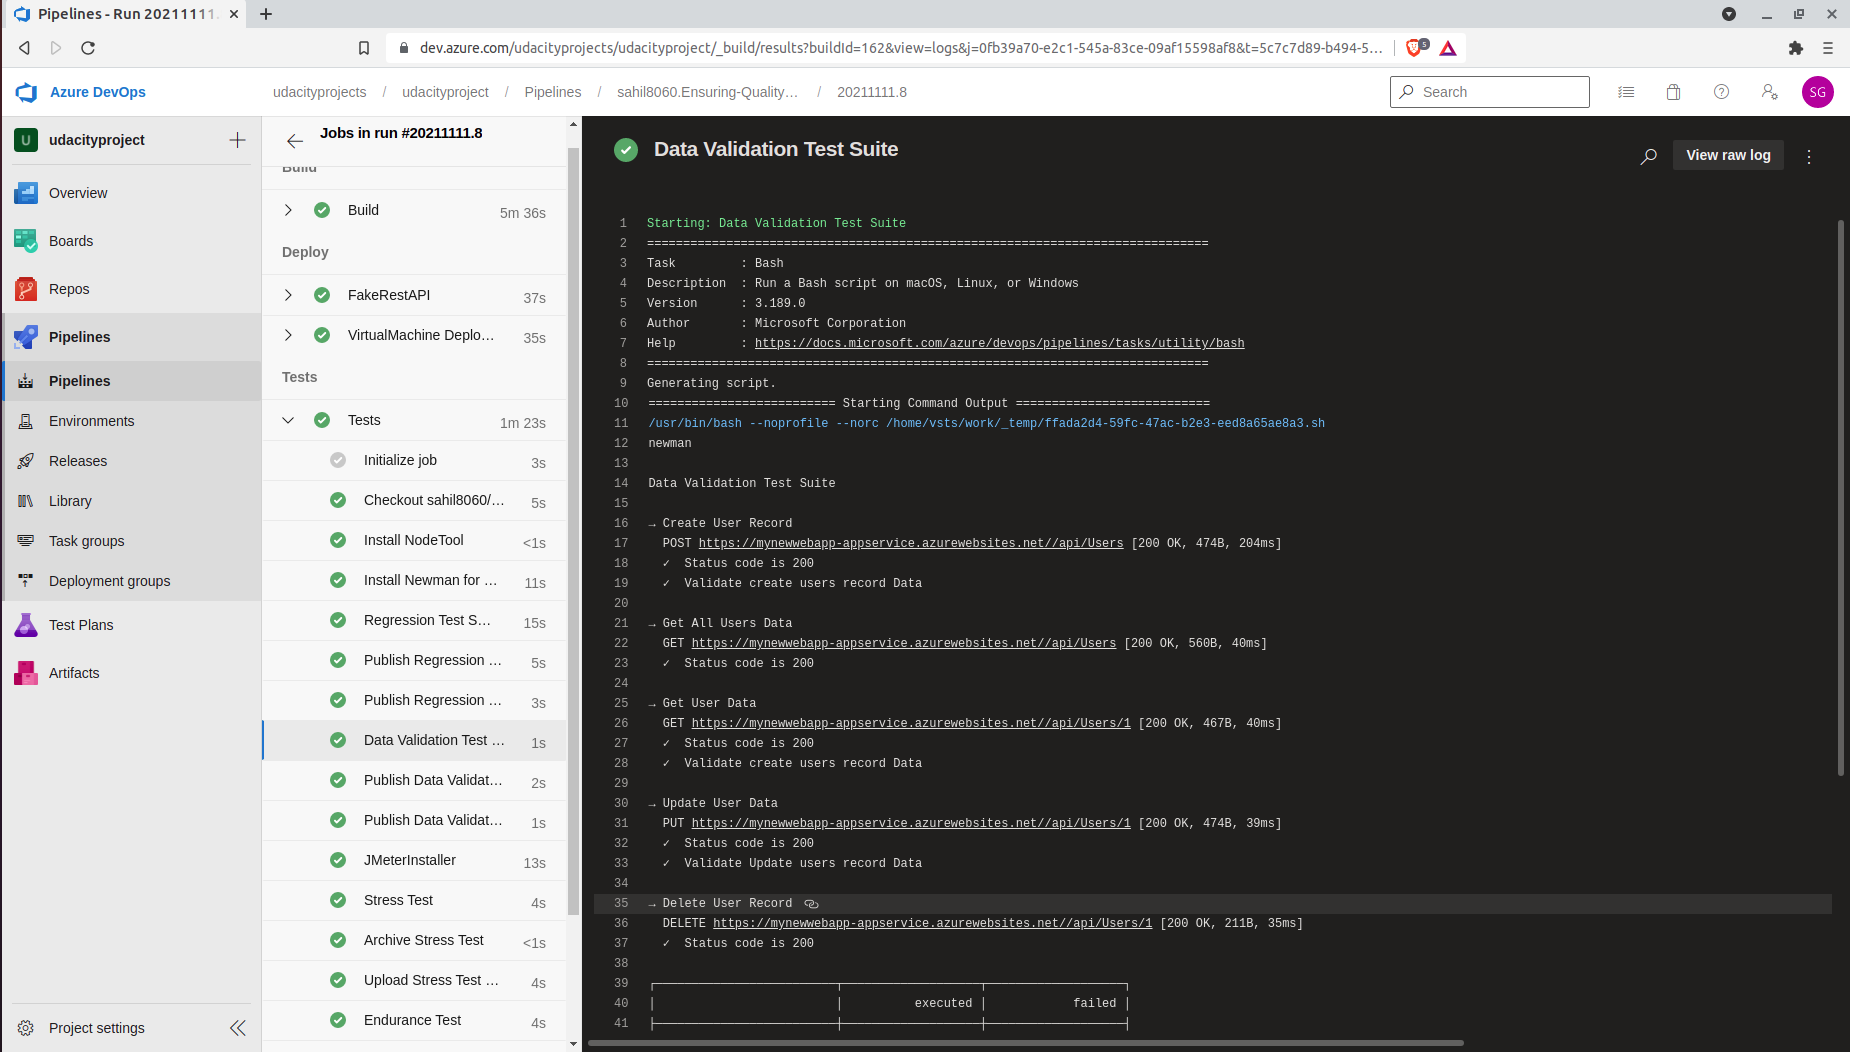 Pipelines - Run 20211111.
dev.azure.com/udacityprojects/udacityproject/_build/results?buildId=162&view=logs&j=0fb39a70-e2c1-545a-83ce-09af15598af8&t=5c7c7d89-b494-5...
5
Azure DevOps
udacityprojects / udacityproject / Pipelines / sahil8060.Ensuring-Quality... / 20211111.8
Search
SG
U udacityproject
Overview
Boards
Repos
Pipelines
Pipelines
Environments
Releases
Library
Task groups
Deployment groups
Test Plans
Artifacts
Project settings
Jobs in run #20211111.8
Build
Build 5m 36s
Deploy
FakeRestAPI 37s
VirtualMachine Deplo... 35s
Tests
Tests 1m 23s
Initialize job 3s
Checkout sahil8060/... 5s
Install NodeTool <1s
Install Newman for ... 11s
Regression Test S... 15s
Publish Regression ... 5s
Publish Regression ... 3s
Data Validation Test ... 1s
Publish Data Validat... 2s
Publish Data Validat... 1s
JMeterInstaller 13s
Stress Test 4s
Archive Stress Test <1s
Upload Stress Test ... 4s
Endurance Test 4s
Data Validation Test Suite
View raw log
1 Starting: Data Validation Test Suite
2 ==============================================================================
3 Task : Bash
4 Description : Run a Bash script on macOS, Linux, or Windows
5 Version : 3.189.0
6 Author : Microsoft Corporation
7 Help : https://docs.microsoft.com/azure/devops/pipelines/tasks/utility/bash
8 ==============================================================================
9 Generating script.
10 ========================== Starting Command Output ===========================
11 /usr/bin/bash --noprofile --norc /home/vsts/work/_temp/ffada2d4-59fc-47ac-b2e3-eed8a65ae8a3.sh
12 newman
13
14 Data Validation Test Suite
15
16 → Create User Record
17 POST https://mynewwebapp-appservice.azurewebsites.net//api/Users [200 OK, 474B, 204ms]
18 ✓ Status code is 200
19 ✓ Validate create users record Data
20
21 → Get All Users Data
22 GET https://mynewwebapp-appservice.azurewebsites.net//api/Users [200 OK, 560B, 40ms]
23 ✓ Status code is 200
24
25 → Get User Data
26 GET https://mynewwebapp-appservice.azurewebsites.net//api/Users/1 [200 OK, 467B, 40ms]
27 ✓ Status code is 200
28 ✓ Validate create users record Data
29
30 → Update User Data
31 PUT https://mynewwebapp-appservice.azurewebsites.net//api/Users/1 [200 OK, 474B, 39ms]
32 ✓ Status code is 200
33 ✓ Validate Update users record Data
34
35 → Delete User Record
36 DELETE https://mynewwebapp-appservice.azurewebsites.net//api/Users/1 [200 OK, 211B, 35ms]
37 ✓ Status code is 200
38
39
40 executed failed
41